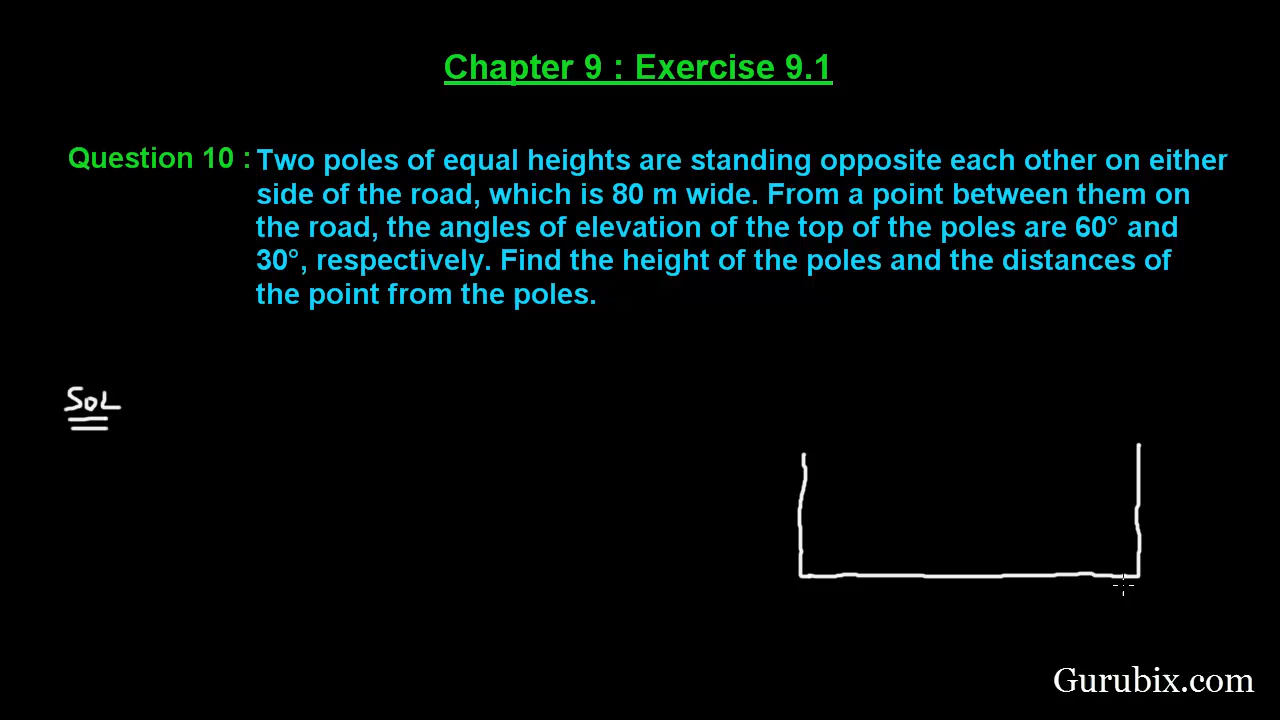 Chapter 9 : Exercise 9.1
Question 10 : Two poles of equal heights are standing opposite each other on either
side of the road, which is 80 m wide. From a point between them on
the road, the angles of elevation of the top of the poles are 60° and
30°, respectively. Find the height of the poles and the distances of
the point from the poles.
SOL
Gurubix.com